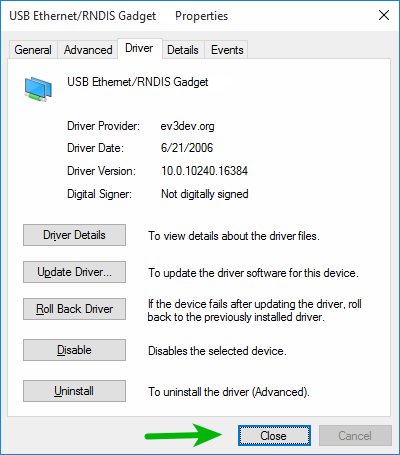 USB Ethernet/RNDIS Gadget Properties
General Advanced Driver Details Events
USB Ethernet/RNDIS Gadget
Driver Provider: ev3dev.org
Driver Date: 6/21/2006
Driver Version: 10.0.10240.16384
Digital Signer: Not digitally signed
Driver Details To view details about the driver files.
Update Driver... To update the driver software for this device.
Roll Back Driver If the device fails after updating the driver, roll
back to the previously installed driver.
Disable Disables the selected device.
Uninstall To uninstall the driver (Advanced).
Close Cancel